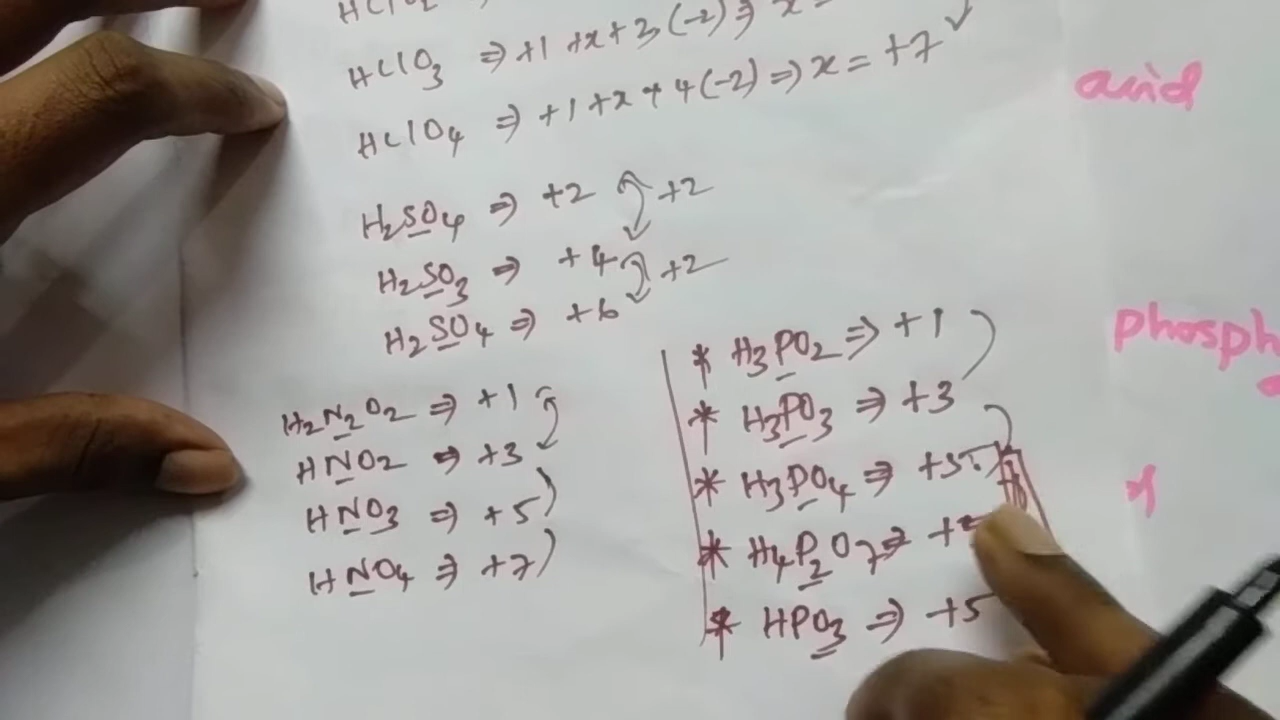 HClO2
HClO3 ⇒ +1 +x+3(-2) ⇒ x =
HClO4 ⇒ +1+x+4(-2) ⇒ x = +7
acid
H2SO4 ⇒ +2 +2
H2SO3 ⇒ +4 +2
H2SO4 ⇒ +6
phosph
H2N2O2 ⇒ +1
HNO2 ⇒ +3
HNO3 ⇒ +5
HNO4 ⇒ +7
* H3PO2 ⇒ +1
* H3PO3 ⇒ +3
* H3PO4 ⇒ +5
* H4P2O7 ⇒
* HPO3 ⇒ +5